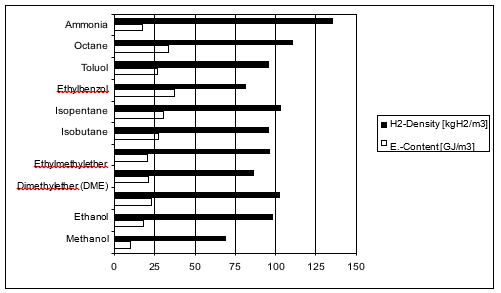 Ammonia
Octane
Toluol
Ethylbenzol
Isopentane
Isobutane
Ethylmethylether
Dimethylether (DME)
Ethanol
Methanol
0 25 50 75 100 125 150
H2-Density [kgH2/m3]
E.-Content [GJ/m3]